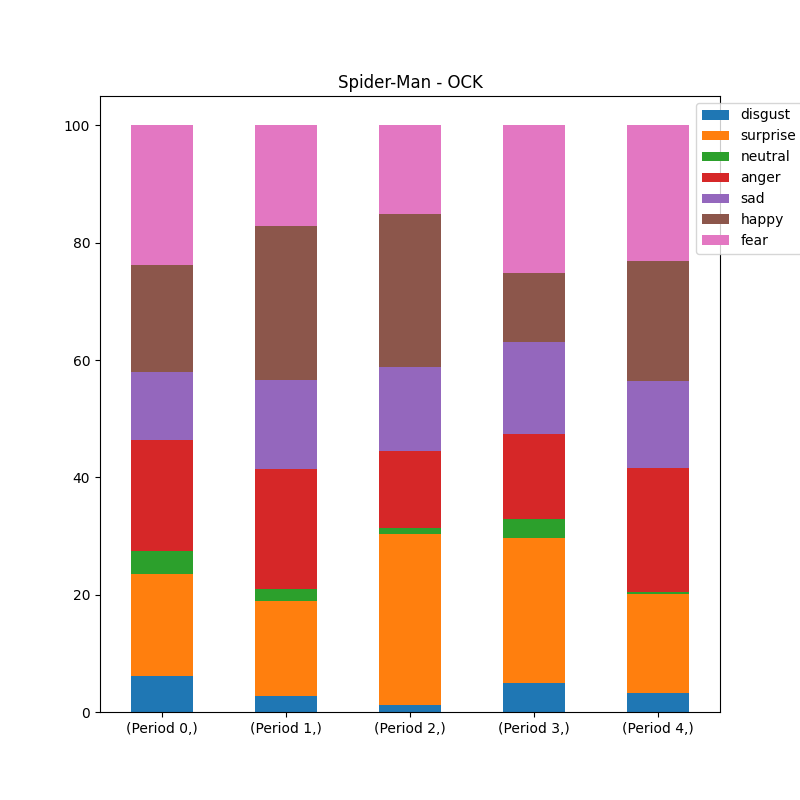 Spider-Man - OCK
100
80
60
40
20
0
(Period 0,)
(Period 1,)
(Period 2,)
(Period 3,)
(Period 4,)
disgust
surprise
neutral
anger
sad
happy
fear